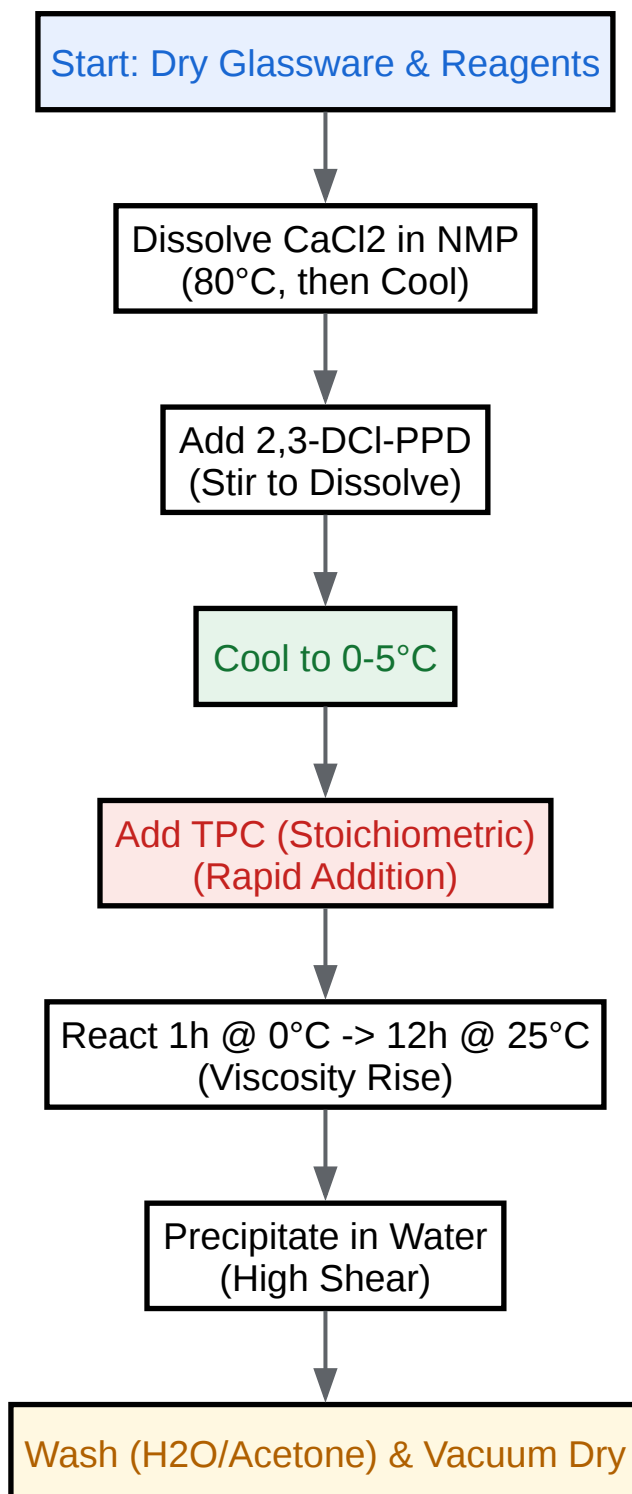 Start: Dry Glassware & Reagents
Dissolve CaCl2 in NMP
(80°C, then Cool)
Add 2,3-DCl-PPD
(Stir to Dissolve)
Cool to 0-5°C
Add TPC (Stoichiometric)
(Rapid Addition)
React 1h @ 0°C -> 12h @ 25°C
(Viscosity Rise)
Precipitate in Water
(High Shear)
Wash (H2O/Acetone) & Vacuum Dry